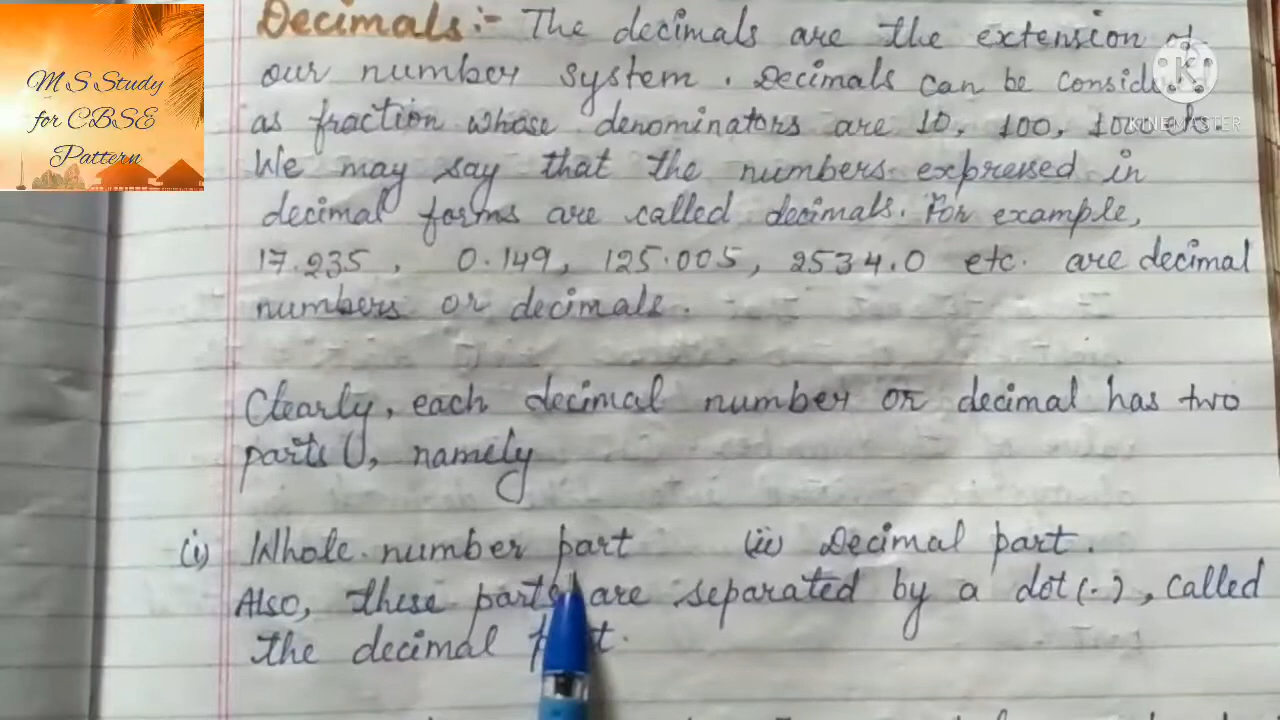 M S Study
for CBSE
Pattern
Decimals:- The decimals are the extension of
our number system. Decimals can be
as fraction whose denominators are 10, 100, 1000 etc.
We may say that the numbers expressed in
decimal forms are called decimals. For example,
17.235, 0.149, 125.005, 2534.0 etc. are decimal
numbers or decimals.
Clearly, each decimal number or decimal has two
parts, namely
(i) Whole number part (ii) Decimal part.
Also, these parts are separated by a dot (.), called
the decimal
KINEMASTER